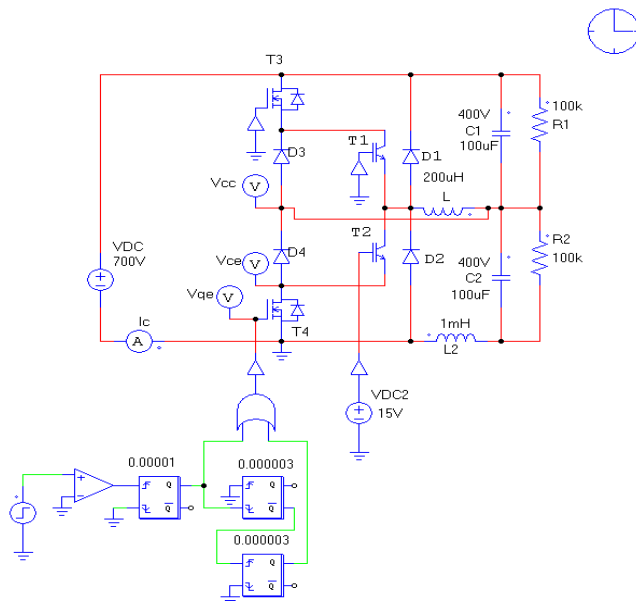 T3
400V
C1
100uF
100k
R1
T1
D3
D1
200uH
L
Vcc
VDC
700V
T2
R2
100k
D4
Vce
D2
400V
C2
100uF
Vqe
Ic
A
T4
1mH
L2
VDC2
15V
0.00001
0.000003
0.000003
V
V
V
Q
Q
Q
Q
Q
Q